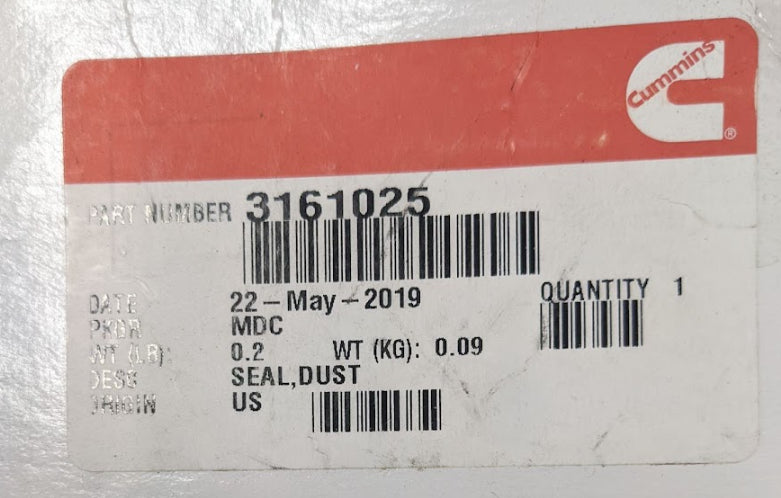 Cummins
®
PART NUMBER 3161025
DATE 22-May-2019 QUANTITY 1
PKDR MDC
WT (LB): 0.2 WT (KG): 0.09
DESC SEAL,DUST
ORIGIN US